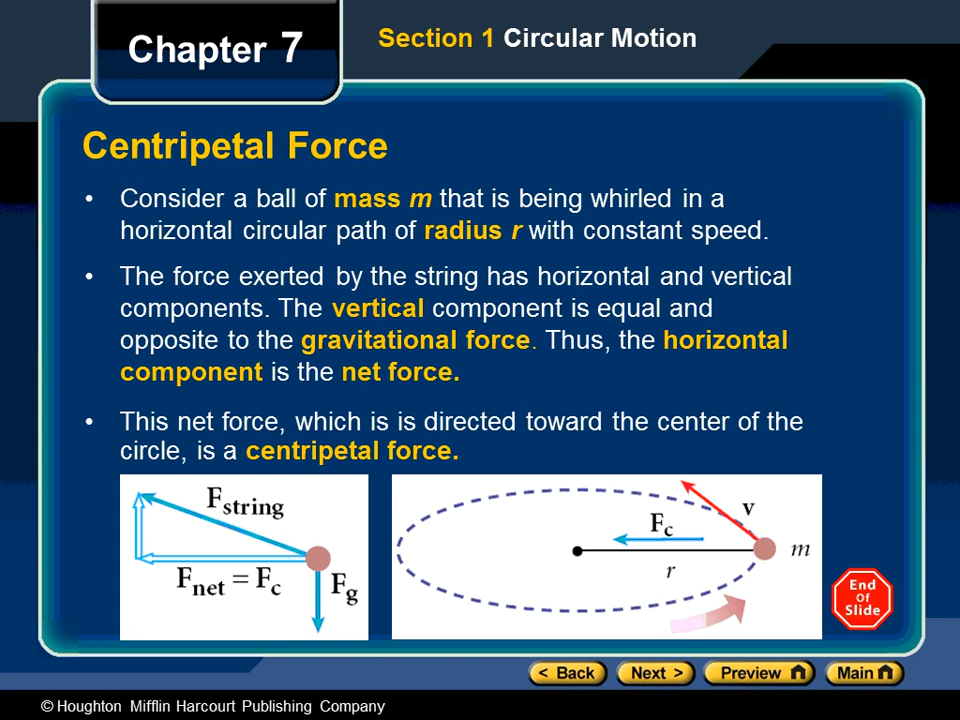 Chapter 7
Section 1 Circular Motion
Centripetal Force
• Consider a ball of mass m that is being whirled in a
horizontal circular path of radius r with constant speed.
• The force exerted by the string has horizontal and vertical
components. The vertical component is equal and
opposite to the gravitational force. Thus, the horizontal
component is the net force.
• This net force, which is is directed toward the center of the
circle, is a centripetal force.
Fstring
Fnet = Fc
Fg
Fc
v
r
m
End
Of
Slide
< Back
Next >
Preview
Main
© Houghton Mifflin Harcourt Publishing Company